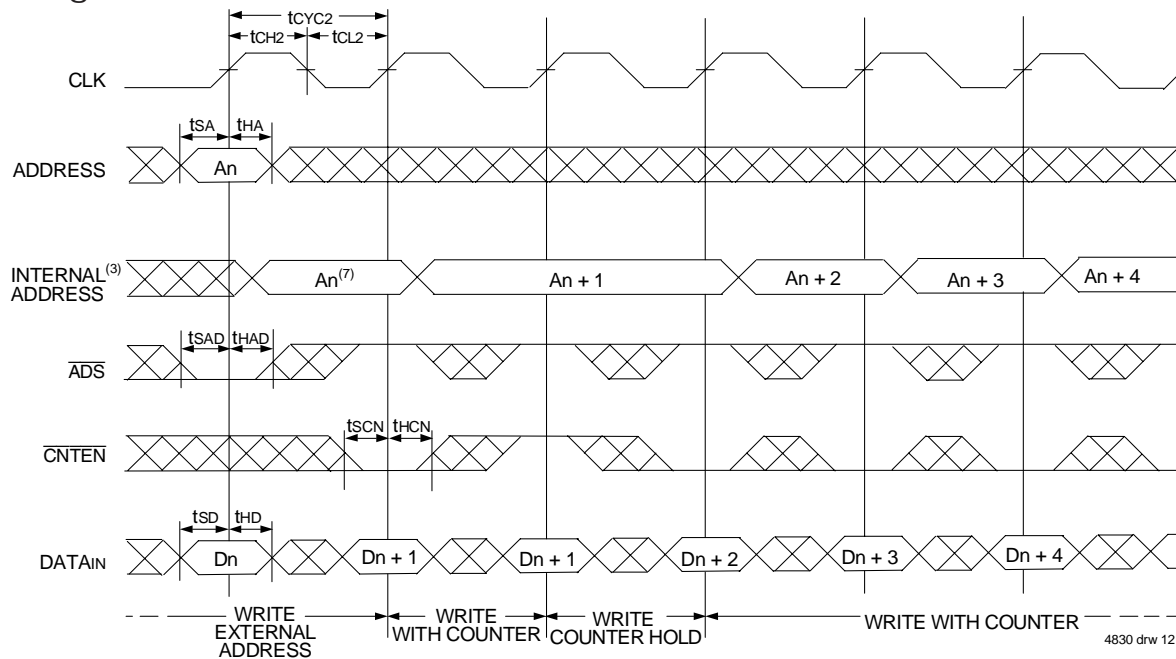 tCYC2
tCH2 tCL2
CLK
tSA tHA
ADDRESS An
INTERNAL(3) ADDRESS An(7) An + 1 An + 2 An + 3 An + 4
tSAD tHAD
ADS
tSCN tHCN
CNTEN
tSD tHD
DATAIN Dn Dn + 1 Dn + 1 Dn + 2 Dn + 3 Dn + 4
WRITE EXTERNAL ADDRESS
WRITE WITH COUNTER
WRITE COUNTER HOLD
WRITE WITH COUNTER
4830 drw 12